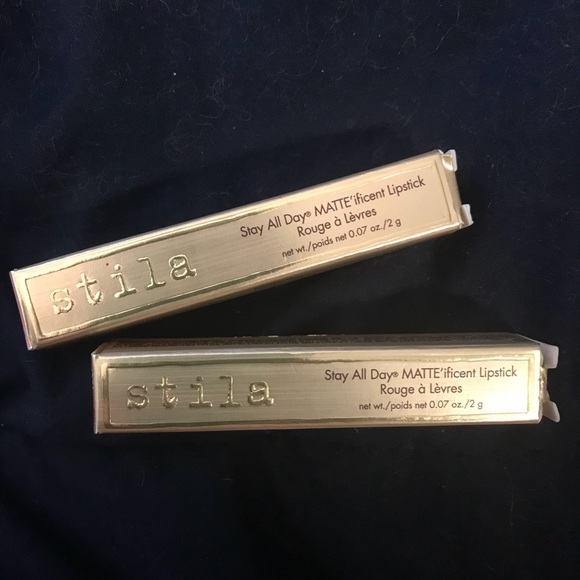 stila
Stay All Day® MATTE'ificent Lipstick
Rouge à Lèvres
net wt./poids net 0.07 oz./2 g
stila
Stay All Day® MATTE'ificent Lipstick
Rouge à Lèvres
net wt./poids net 0.07 oz./2 g